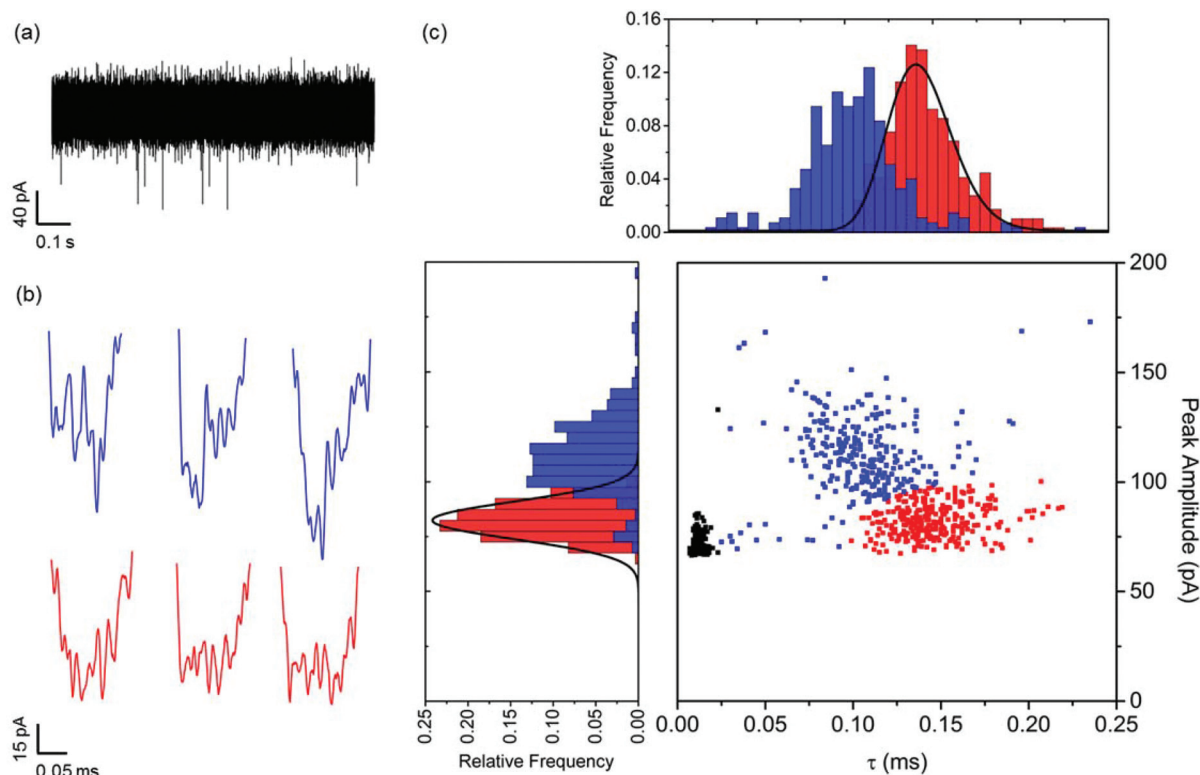 (a)
40 pA
0.1 s
(b)
15 pA
0.05 ms
(c)
Relative Frequency
0.16
0.12
0.08
0.04
0.00
0.25
0.20
0.15
0.10
0.05
0.00
Relative Frequency
200
150
100
50
0
Peak Amplitude (pA)
0.00 0.05 0.10 0.15 0.20 0.25
τ (ms)